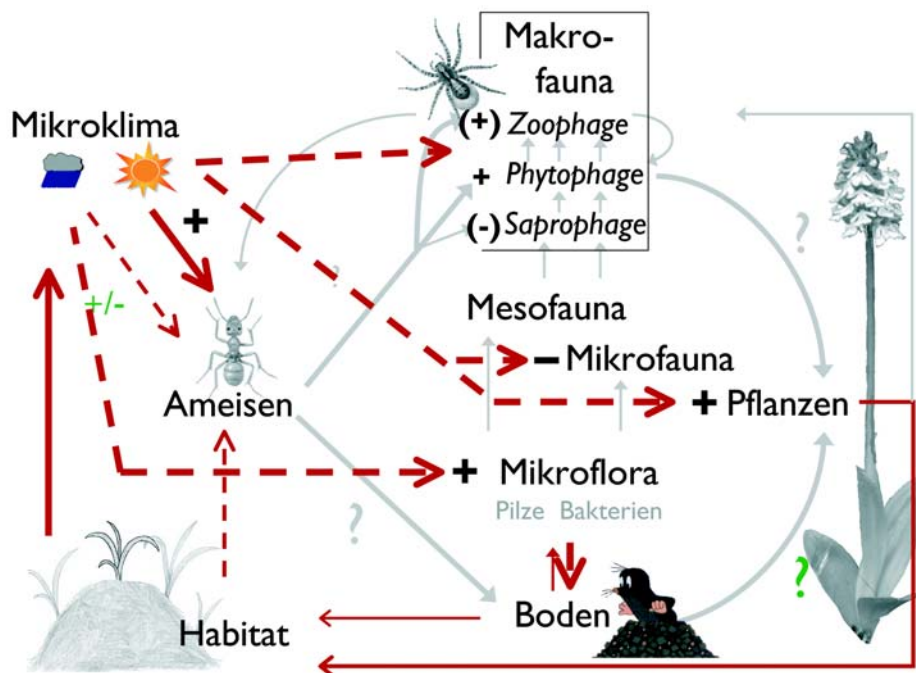 Makro-
fauna
Mikroklima
(+) Zoophage
+ Phytophage
+
(-) Saprophage
?
?
+/-
Mesofauna
- Mikrofauna
Ameisen
+ Pflanzen
+ Mikroflora
Pilze Bakterien
?
?
Boden
Habitat